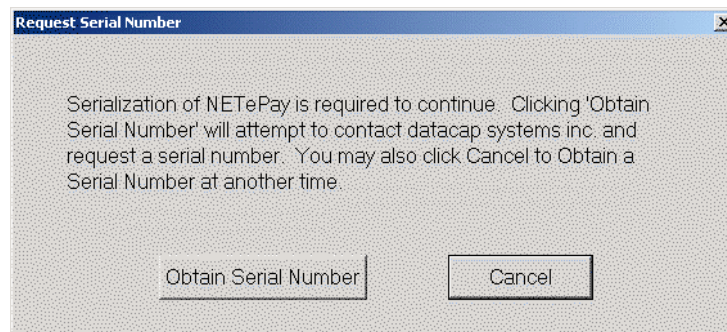 Request Serial Number
Serialization of NETePay is required to continue.  Clicking 'Obtain
Serial Number' will attempt to contact datacap systems inc. and
request a serial number.  You may also click Cancel to Obtain a
Serial Number at another time.
Obtain Serial Number Cancel